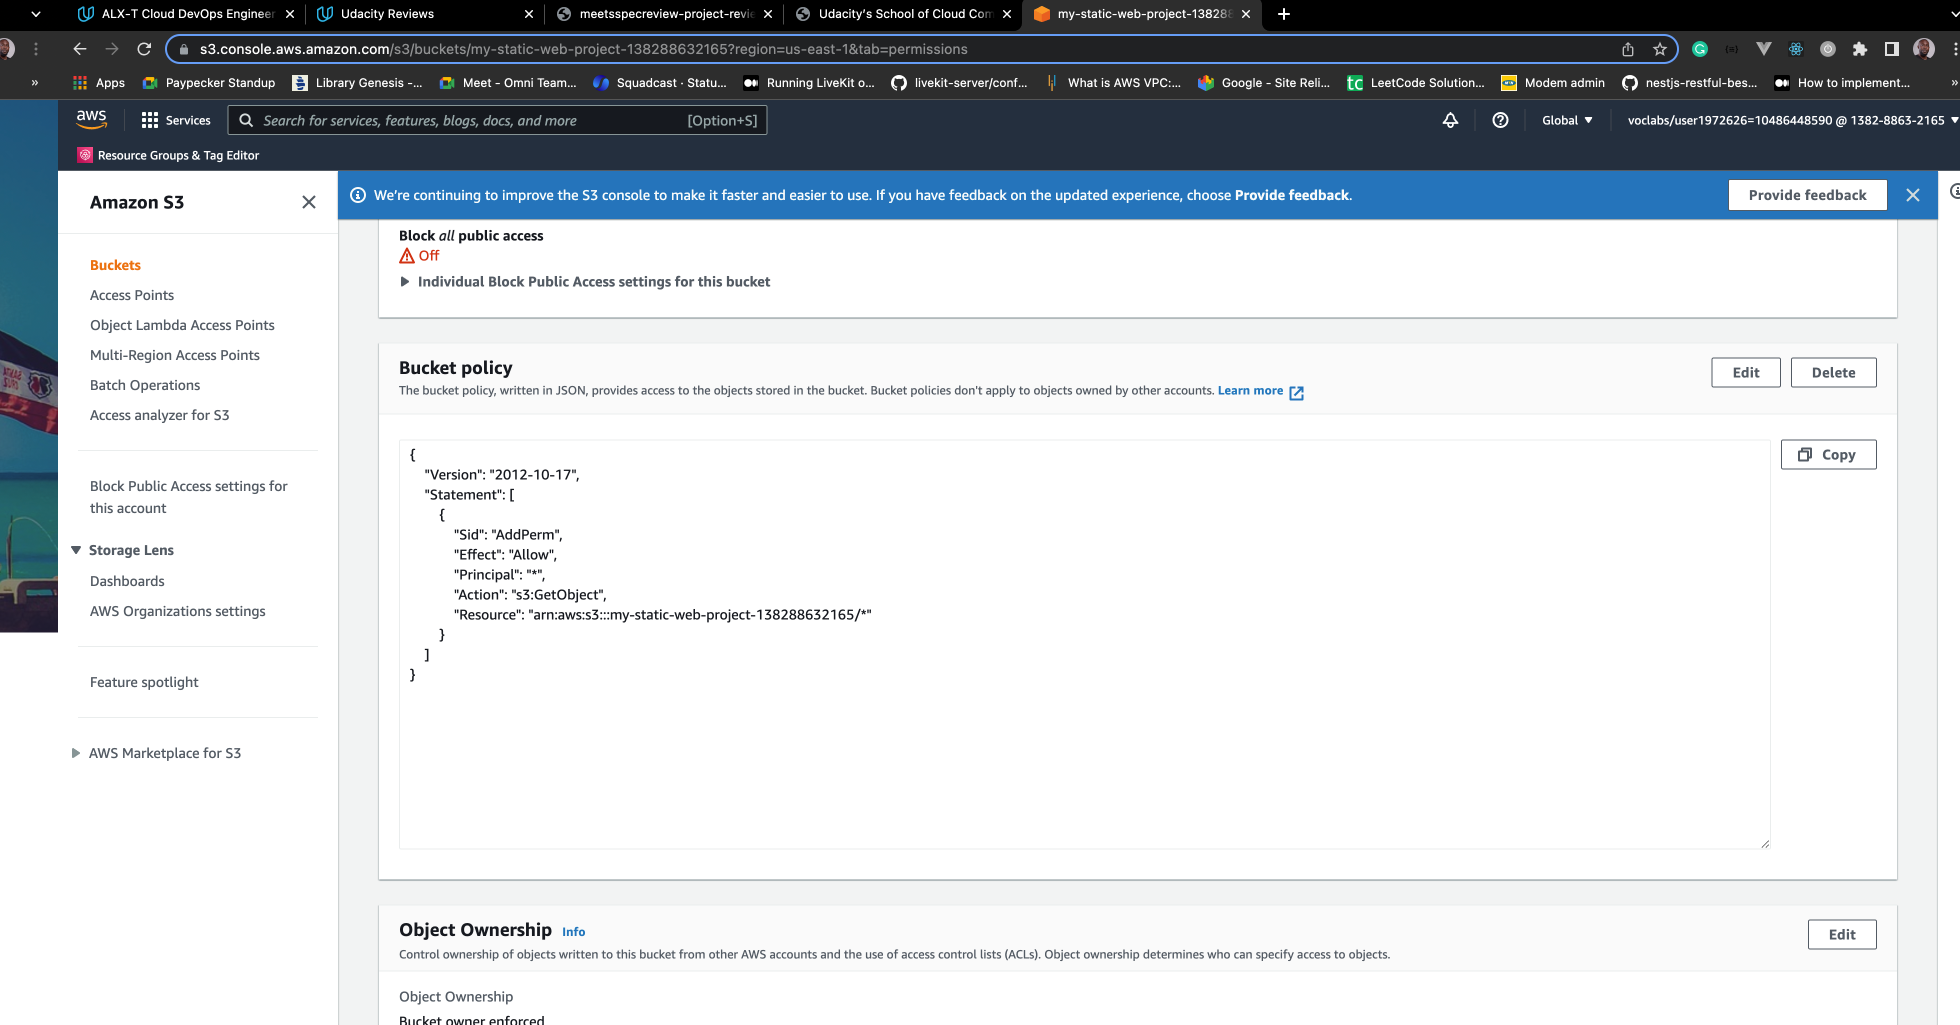 ALX-T Cloud DevOps Engineer
Udacity Reviews
meetsspecreview-project-revie
Udacity's School of Cloud Com
my-static-web-project-138288
s3.console.aws.amazon.com/s3/buckets/my-static-web-project-138288632165?region=us-east-1&tab=permissions
» Apps Paypecker Standup Library Genesis -... Meet - Omni Team... Squadcast · Statu... Running LiveKit o... livekit-server/conf... What is AWS VPC:... Google - Site Reli... LeetCode Solution... Modem admin nestjs-restful-bes... How to implement... »
aws Services Search for services, features, blogs, docs, and more [Option+S] Global voclabs/user1972626=10486448590 @ 1382-8863-2165
Resource Groups & Tag Editor
Amazon S3
Buckets
Access Points
Object Lambda Access Points
Multi-Region Access Points
Batch Operations
Access analyzer for S3
Block Public Access settings for
this account
Storage Lens
Dashboards
AWS Organizations settings
Feature spotlight
AWS Marketplace for S3
We're continuing to improve the S3 console to make it faster and easier to use. If you have feedback on the updated experience, choose Provide feedback.
Provide feedback
Block all public access
Off
Individual Block Public Access settings for this bucket
Bucket policy
Edit Delete
The bucket policy, written in JSON, provides access to the objects stored in the bucket. Bucket policies don't apply to objects owned by other accounts. Learn more
Copy
{
"Version": "2012-10-17",
"Statement": [
{
"Sid": "AddPerm",
"Effect": "Allow",
"Principal": "*",
"Action": "s3:GetObject",
"Resource": "arn:aws:s3:::my-static-web-project-138288632165/*"
}
]
}
Object Ownership Info
Edit
Control ownership of objects written to this bucket from other AWS accounts and the use of access control lists (ACLs). Object ownership determines who can specify access to objects.
Object Ownership
Bucket owner enforced